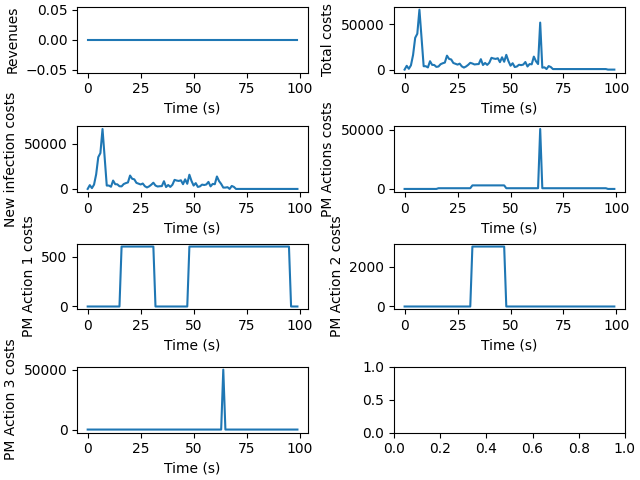 Revenues
0.05
0.00
−0.05
0 25 50 75 100
Time (s)
Total costs
50000
0
0 25 50 75 100
Time (s)
New infection costs
50000
0
0 25 50 75 100
Time (s)
PM Actions costs
50000
0
0 25 50 75 100
Time (s)
PM Action 1 costs
500
0
0 25 50 75 100
Time (s)
PM Action 2 costs
2000
0
0 25 50 75 100
Time (s)
PM Action 3 costs
50000
0
0 25 50 75 100
Time (s)
1.0
0.5
0.0
0.0 0.2 0.4 0.6 0.8 1.0